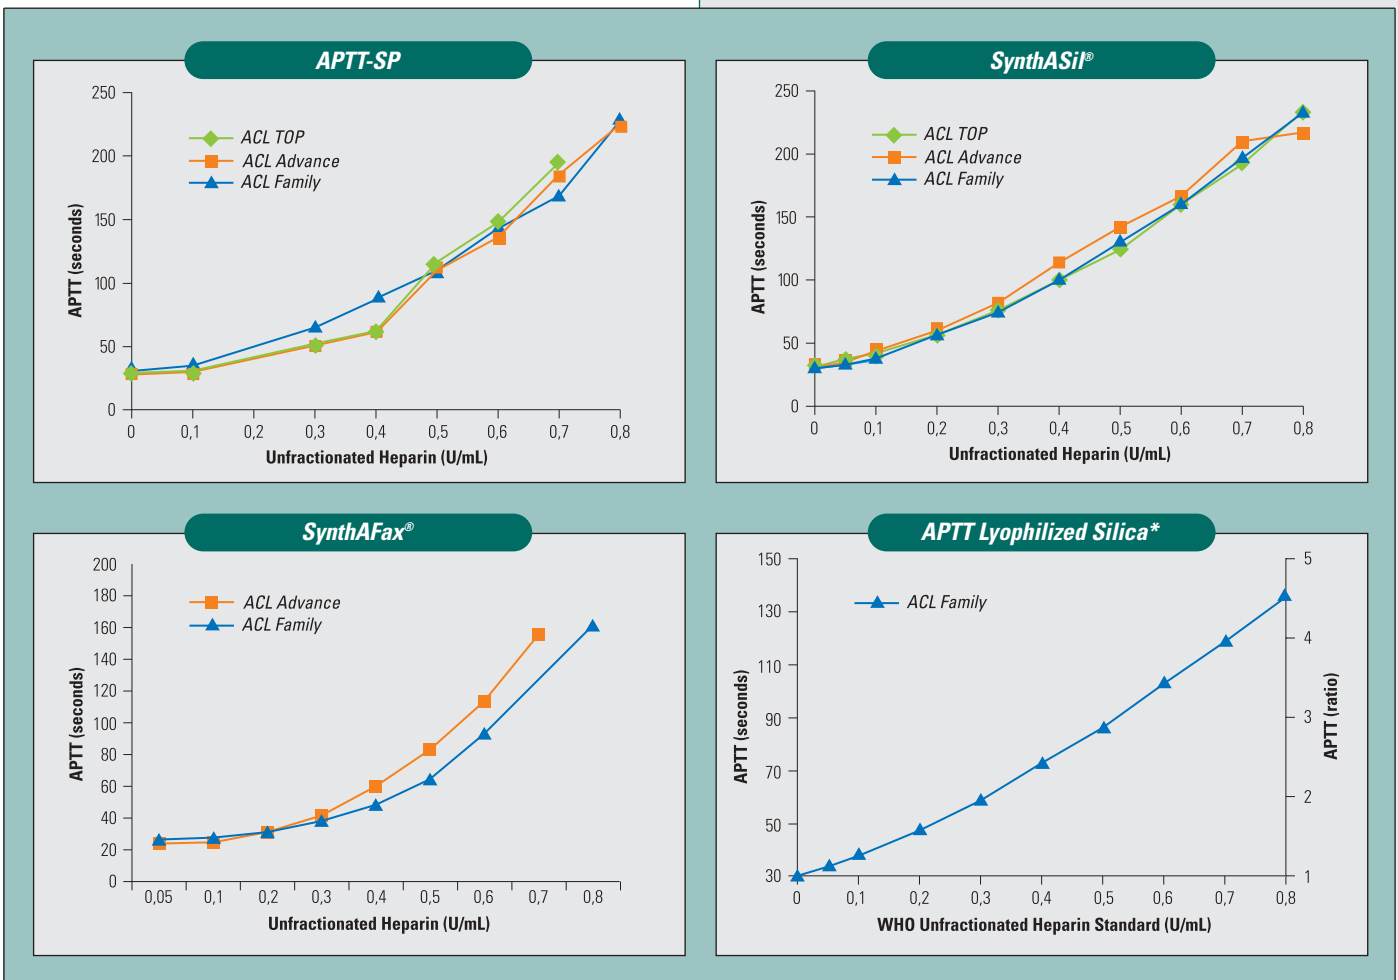 APTT-SP
250
200
150
100
50
0
APTT (seconds)
ACL TOP
ACL Advance
ACL Family
0 0,1 0,2 0,3 0,4 0,5 0,6 0,7 0,8
Unfractionated Heparin (U/mL)
SynthASil®
250
200
150
100
50
0
APTT (seconds)
ACL TOP
ACL Advance
ACL Family
0 0,1 0,2 0,3 0,4 0,5 0,6 0,7 0,8
Unfractionated Heparin (U/mL)
SynthAFax®
200
180
160
140
120
100
80
60
40
20
0
APTT (seconds)
ACL Advance
ACL Family
0,05 0,1 0,2 0,3 0,4 0,5 0,6 0,7 0,8
Unfractionated Heparin (U/mL)
APTT Lyophilized Silica*
150
130
110
90
70
50
30
APTT (seconds)
ACL Family
5
4
3
2
1
APTT (ratio)
0 0,1 0,2 0,3 0,4 0,5 0,6 0,7 0,8
WHO Unfractionated Heparin Standard (U/mL)